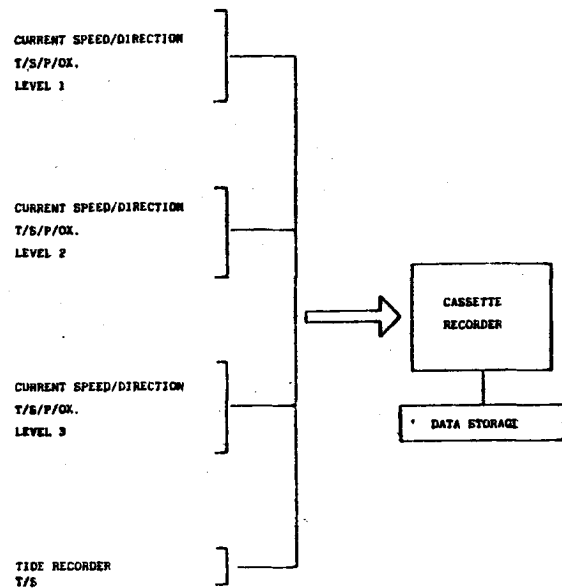 CURRENT SPEED/DIRECTION
T/S/P/OX.
LEVEL 1
CURRENT SPEED/DIRECTION
T/S/P/OX.
LEVEL 2
CURRENT SPEED/DIRECTION
T/S/P/OX.
LEVEL 3
TIDE RECORDER
T/S
CASSETTE
RECORDER
DATA STORAGE